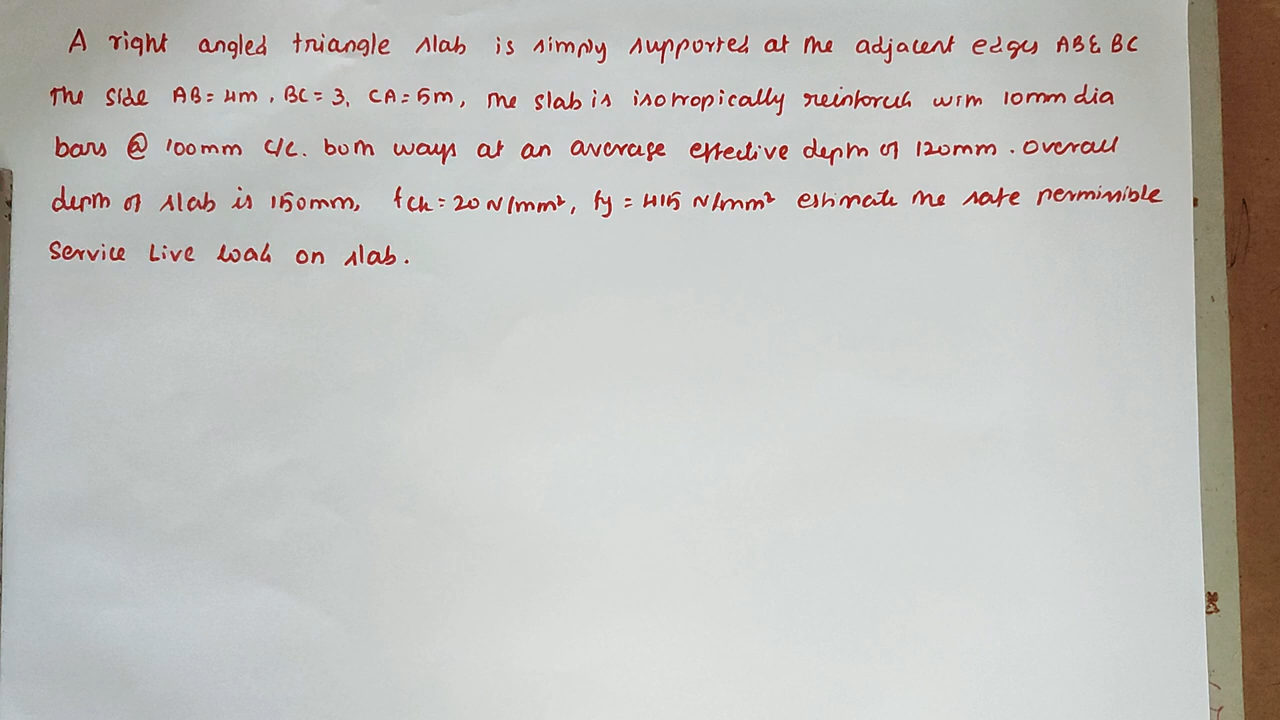 A right angled triangle slab is simply supported at the adjacent edges AB & BC
The side AB = 4m, BC = 3, CA = 5m, the slab is isotropically reinforced with 10mm dia
bars @ 100mm c/c. both ways at an average effective depth of 120mm. overall
depth of slab is 150mm, fck = 20 N/mm², fy = 415 N/mm² estimate the safe permissible
Service Live load on slab.